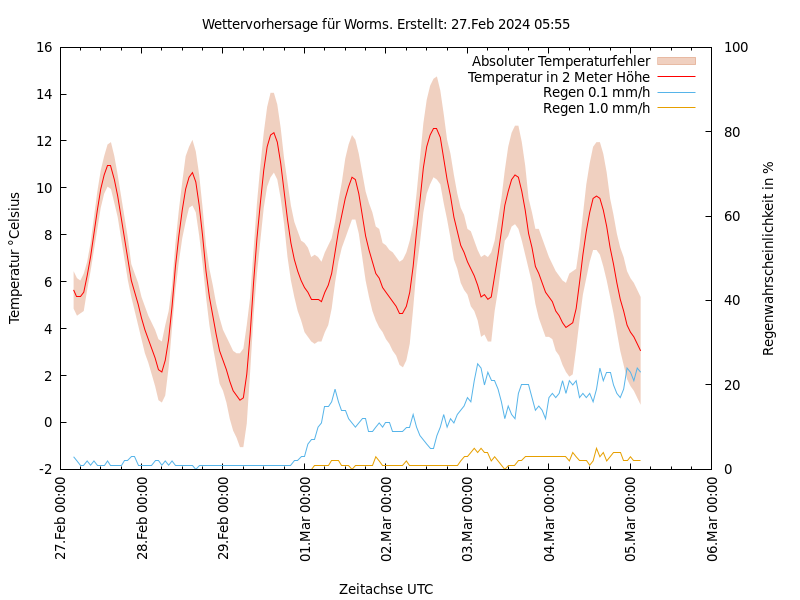 Wettervorhersage für Worms. Erstellt: 27.Feb 2024 05:55
Absoluter Temperaturfehler
Temperatur in 2 Meter Höhe
Regen 0.1 mm/h
Regen 1.0 mm/h
Temperatur °Celsius
16
14
12
10
8
6
4
2
0
-2
100
80
60
40
20
0
Regenwahrscheinlichkeit in %
27.Feb 00:00
28.Feb 00:00
29.Feb 00:00
01.Mar 00:00
02.Mar 00:00
03.Mar 00:00
04.Mar 00:00
05.Mar 00:00
06.Mar 00:00
Zeitachse UTC